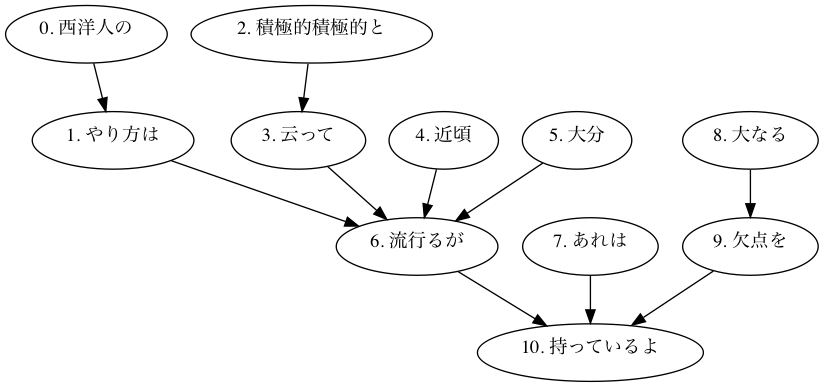 0. 西洋人の
2. 積極的積極的と
1. やり方は
3. 云って
4. 近頃
5. 大分
8. 大なる
6. 流行るが
7. あれは
9. 欠点を
10. 持っているよ